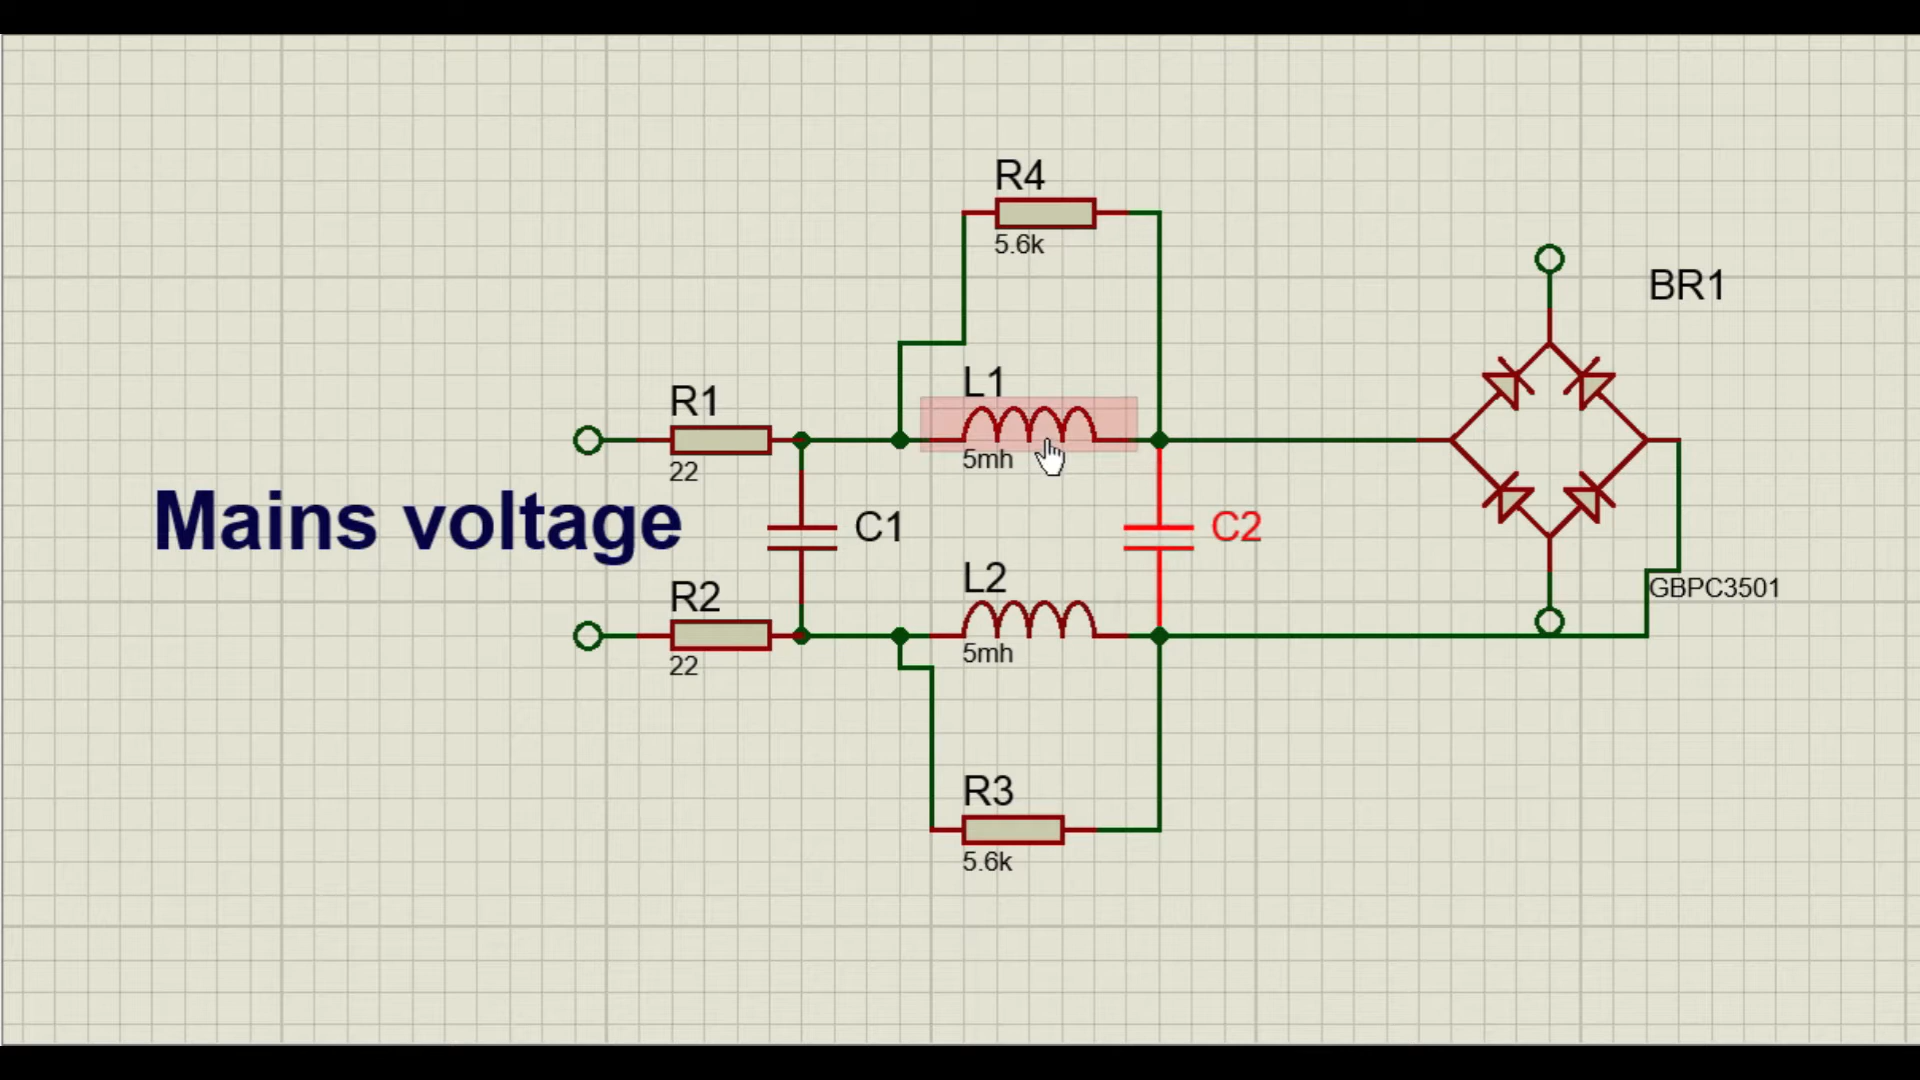 R4
5.6k
BR1
L1
5mh
R1
22
Mains voltage
C1
C2
L2
5mh
R2
22
GBPC3501
R3
5.6k